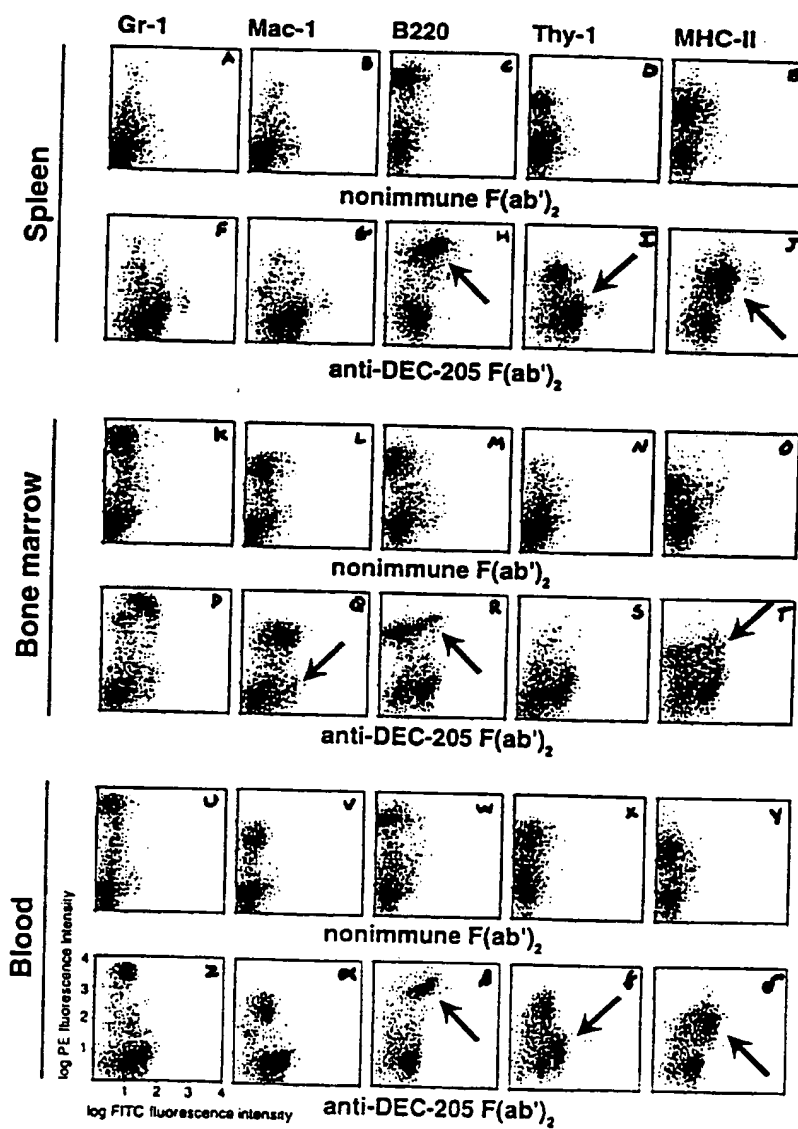 Gr-1 Mac-1 B220 Thy-1 MHC-II
Spleen
A B C D E
nonimmune F(ab')2
F G H I J
anti-DEC-205 F(ab')2
Bone marrow
K L M N O
nonimmune F(ab')2
P Q R S T
anti-DEC-205 F(ab')2
Blood
U V W X Y
nonimmune F(ab')2
log PE fluorescence intensity
4
3
2
1
Z α β γ δ
1 2 3 4
log FITC fluorescence intensity anti-DEC-205 F(ab')2